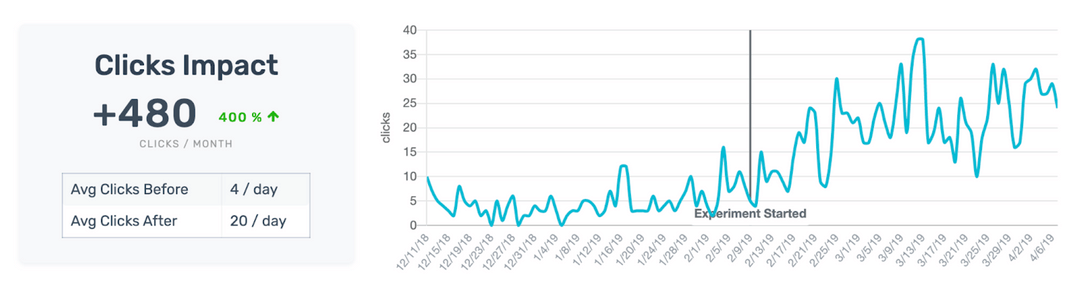 Clicks Impact
+480 400 %
CLICKS / MONTH
Avg Clicks Before 4 / day
Avg Clicks After 20 / day
clicks
40
35
30
25
20
15
10
5
0
Experiment Started
12/11/18 12/15/18 12/19/18 12/23/18 12/27/18 12/31/18 1/4/19 1/8/19 1/12/19 1/16/19 1/20/19 1/24/19 1/28/19 2/1/19 2/5/19 2/9/19 2/13/19 2/17/19 2/21/19 2/25/19 3/1/19 3/5/19 3/9/19 3/13/19 3/17/19 3/21/19 3/25/19 3/29/19 4/2/19 4/6/19